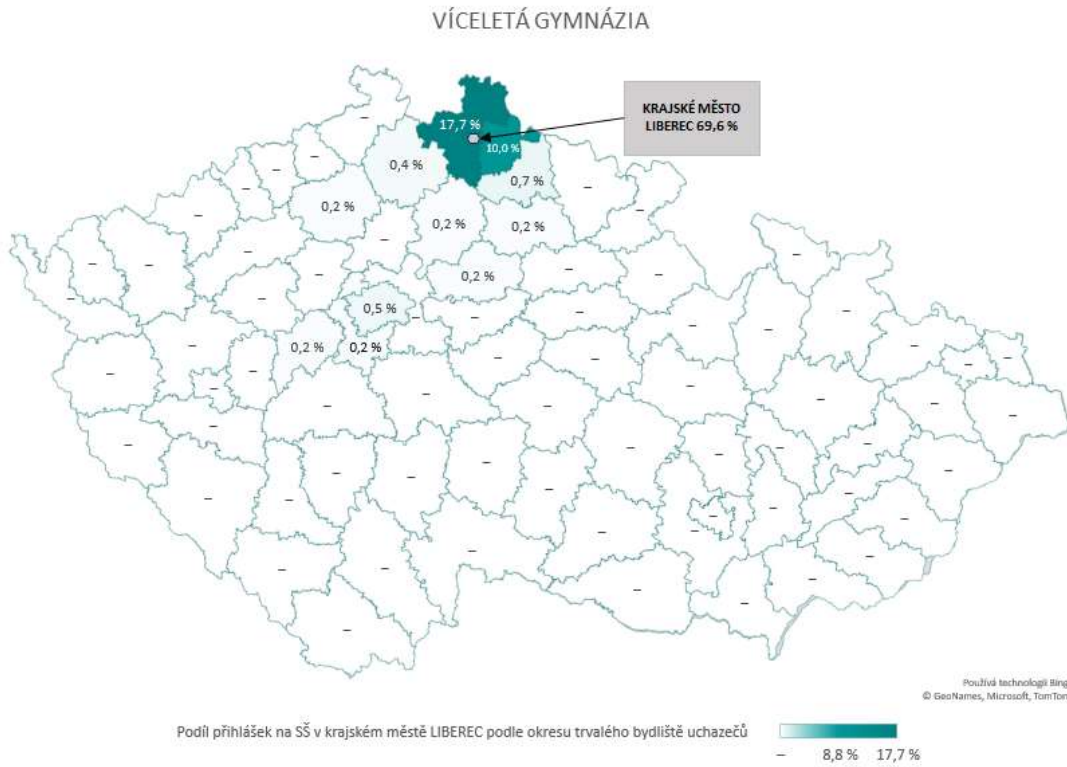 VÍCELETÁ GYMNÁZIA
KRAJSKÉ MĚSTO
LIBEREC 69,6 %
17,7 %
10,0 %
0,4 %
0,7 %
0,2 %
0,2 %
0,2 %
0,2 %
0,5 %
0,2 %
0,2 %
Používá technologii Bing
© GeoNames, Microsoft, TomTom
Podíl přihlášek na SŠ v krajském městě LIBEREC podle okresu trvalého bydliště uchazečů
– 8,8 % 17,7 %